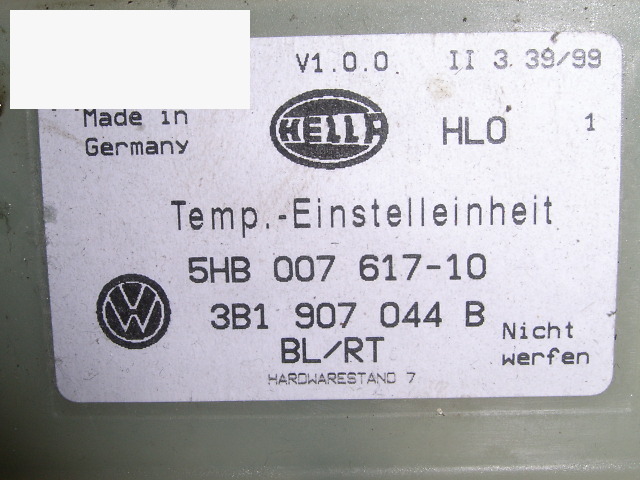 V1.0.0. II 3 39/99
Made in
Germany
HELLA
HLO 1
Temp.-Einstelleinheit
5HB 007 617-10
3B1 907 044 B
BL/RT
Nicht
werfen
HARDWARESTAND 7
VW